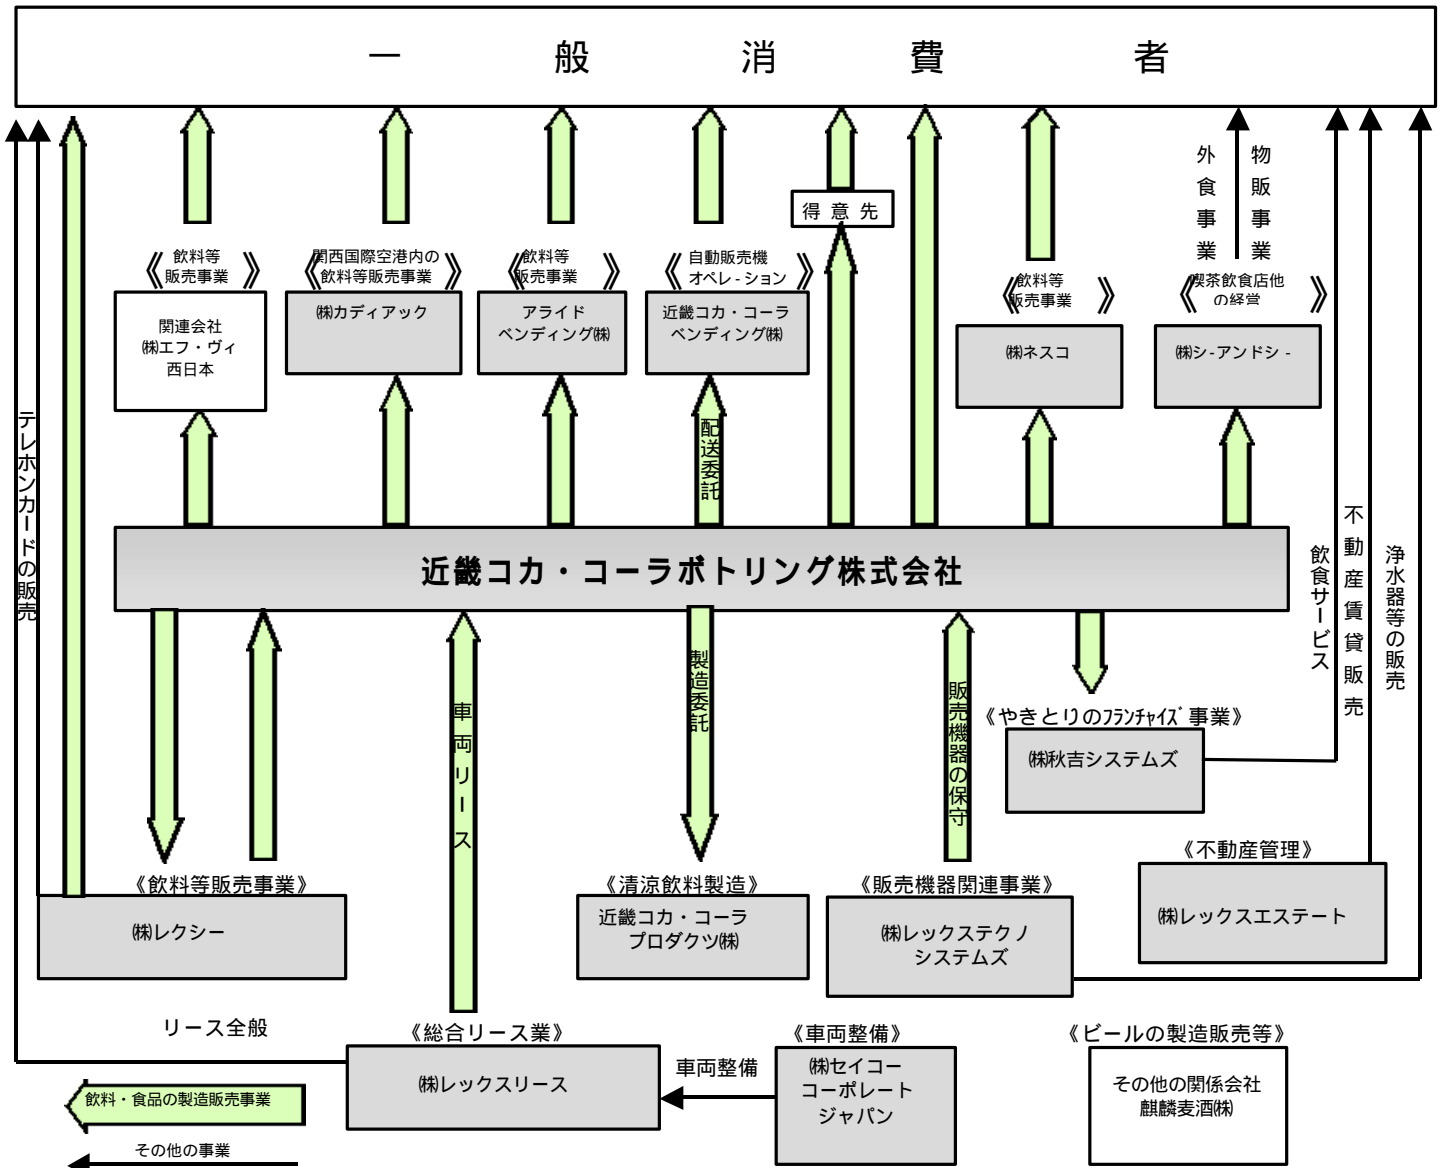 一般消費者
外食事業
物販事業
得意先
《飲料等
販売事業》
《関西国際空港内の
飲料等販売事業》
《飲料等
販売事業》
《自動販売機
オペレ-ション》
《飲料等
販売事業》
《喫茶飲食店他
の経営》
関連会社
㈱エフ・ヴィ
西日本
㈱カディアック
アライド
ベンディング㈱
近畿コカ・コーラ
ベンディング㈱
㈱ネスコ
㈱シ-アンドシ-
テレホンカードの販売
配送委託
近畿コカ・コーラボトリング株式会社
飲食サービス
不動産賃貸販売
浄水器等の販売
車両リース
製造委託
販売機器の保守
《やきとりのフランチャイズ事業》
㈱秋吉システムズ
《不動産管理》
㈱レックスエステート
《飲料等販売事業》
㈱レクシー
《清涼飲料製造》
近畿コカ・コーラ
プロダクツ㈱
《販売機器関連事業》
㈱レックステクノ
システムズ
リース全般
《総合リース業》
㈱レックスリース
車両整備
《車両整備》
㈱セイコー
コーポレート
ジャパン
《ビールの製造販売等》
その他の関係会社
麒麟麦酒㈱
飲料・食品の製造販売事業
その他の事業